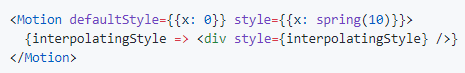 <Motion defaultStyle={{x: 0}} style={{x: spring(10)}}>
  {interpolatingStyle => <div style={interpolatingStyle} />}
</Motion>